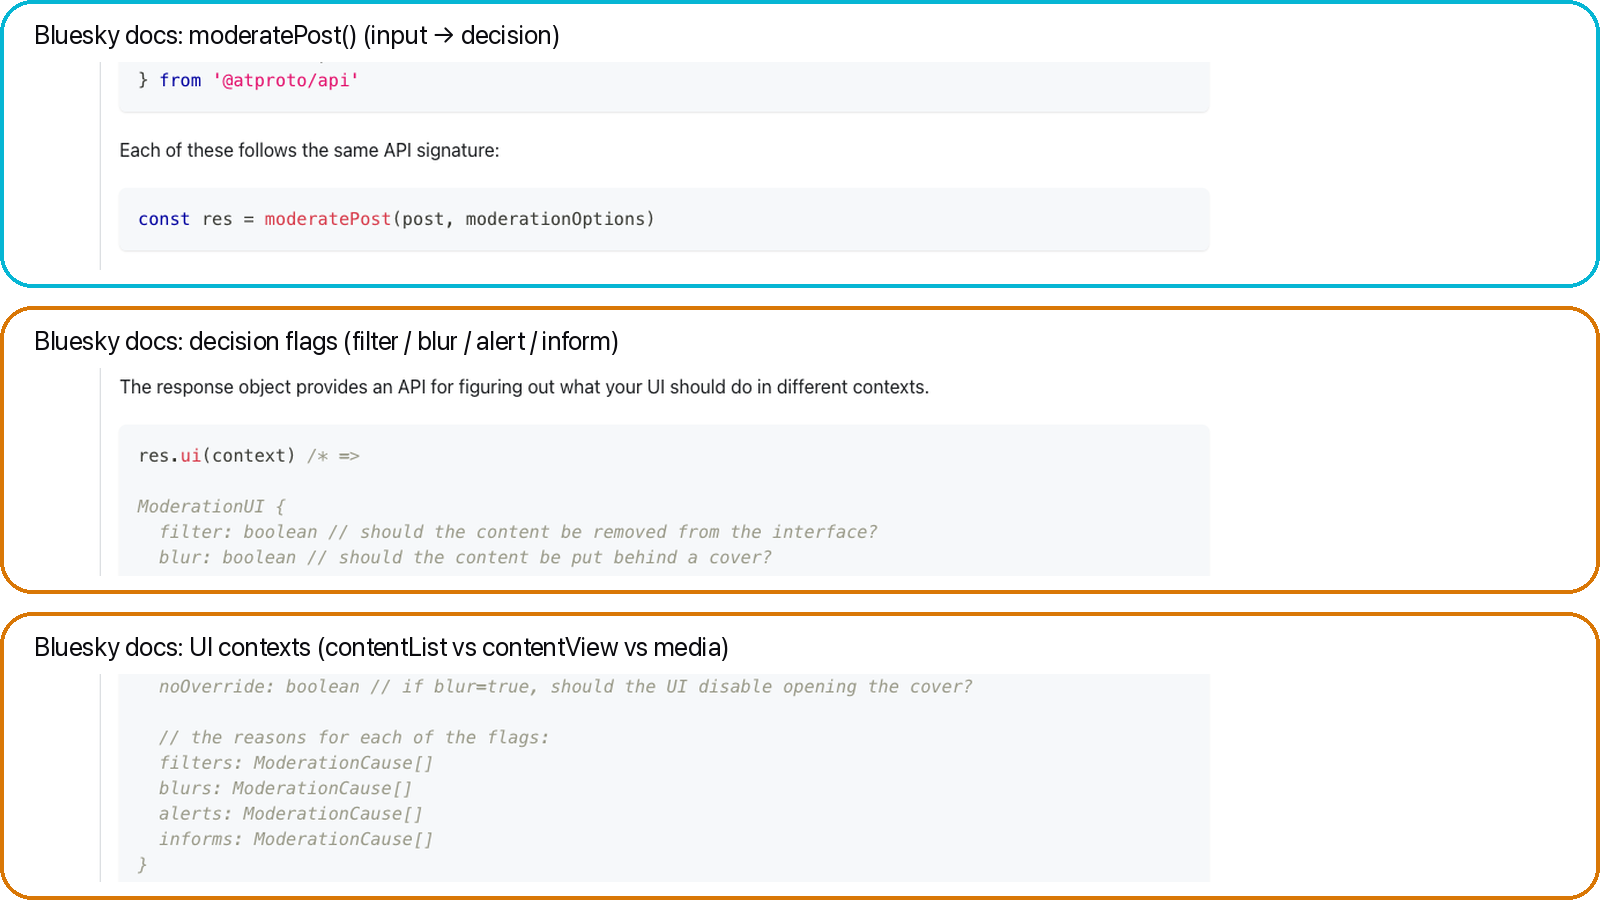 Bluesky docs: moderatePost() (input → decision)
} from '@atproto/api'
Each of these follows the same API signature:
const res = moderatePost(post, moderationOptions)
Bluesky docs: decision flags (filter / blur / alert / inform)
The response object provides an API for figuring out what your UI should do in different contexts.
res.ui(context) /* =>
ModerationUI {
  filter: boolean // should the content be removed from the interface?
  blur: boolean // should the content be put behind a cover?
Bluesky docs: UI contexts (contentList vs contentView vs media)
  noOverride: boolean // if blur=true, should the UI disable opening the cover?
  // the reasons for each of the flags:
  filters: ModerationCause[]
  blurs: ModerationCause[]
  alerts: ModerationCause[]
  informs: ModerationCause[]
}